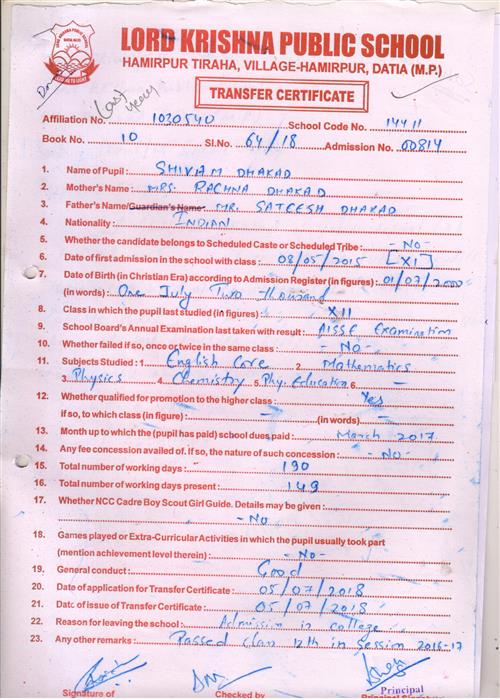 LORD KRISHNA PUBLIC SCHOOL
HAMIRPUR TIRAHA, VILLAGE-HAMIRPUR, DATIA (M.P.)
TRANSFER CERTIFICATE
Last year
Affiliation No. 1030540 School Code No. 14411
Book No. 10 Sl.No. 64/18 Admission No. 00814
1. Name of Pupil: SHIVAM DHAKAD
2. Mother's Name: MRS. RACHNA DHAKAD
3. Father's Name/Guardian's Name: MR. SATEESH DHAKAD
4. Nationality: INDIAN
5. Whether the candidate belongs to Scheduled Caste or Scheduled Tribe: - NO -
6. Date of first admission in the school with class: 08/05/2015 [XI]
7. Date of Birth (in Christian Era) according to Admission Register (in figures): 01/07/2000
(in words): One July Two thousand
8. Class in which the pupil last studied (in figures): XII
9. School Board's Annual Examination last taken with result: AISSE Examination
10. Whether failed if so, once or twice in the same class: - NO -
11. Subjects Studied: 1. English Core 2. Mathematics
3. Physics 4. Chemistry 5. Phy. Education 6. -
12. Whether qualified for promotion to the higher class: Yes
if so, to which class (in figure): - (in words) -
13. Month up to which the (pupil has paid) school dues paid: March 2017
14. Any fee concession availed of. If so, the nature of such concession: - NO -
15. Total number of working days: 190
16. Total number of working days present: 149
17. Whether NCC Cadre Boy Scout Girl Guide. Details may be given:
- NO
18. Games played or Extra-Curricular Activities in which the pupil usually took part
(mention achievement level therein): - NO -
19. General conduct: Good
20. Date of application for Transfer Certificate: 05/07/2018
21. Date of issue of Transfer Certificate: 05/07/2018
22. Reason for leaving the school: Admission in college
23. Any other remarks: Passed class 12th in Session 2016-17
Principal
Signature of Checked by